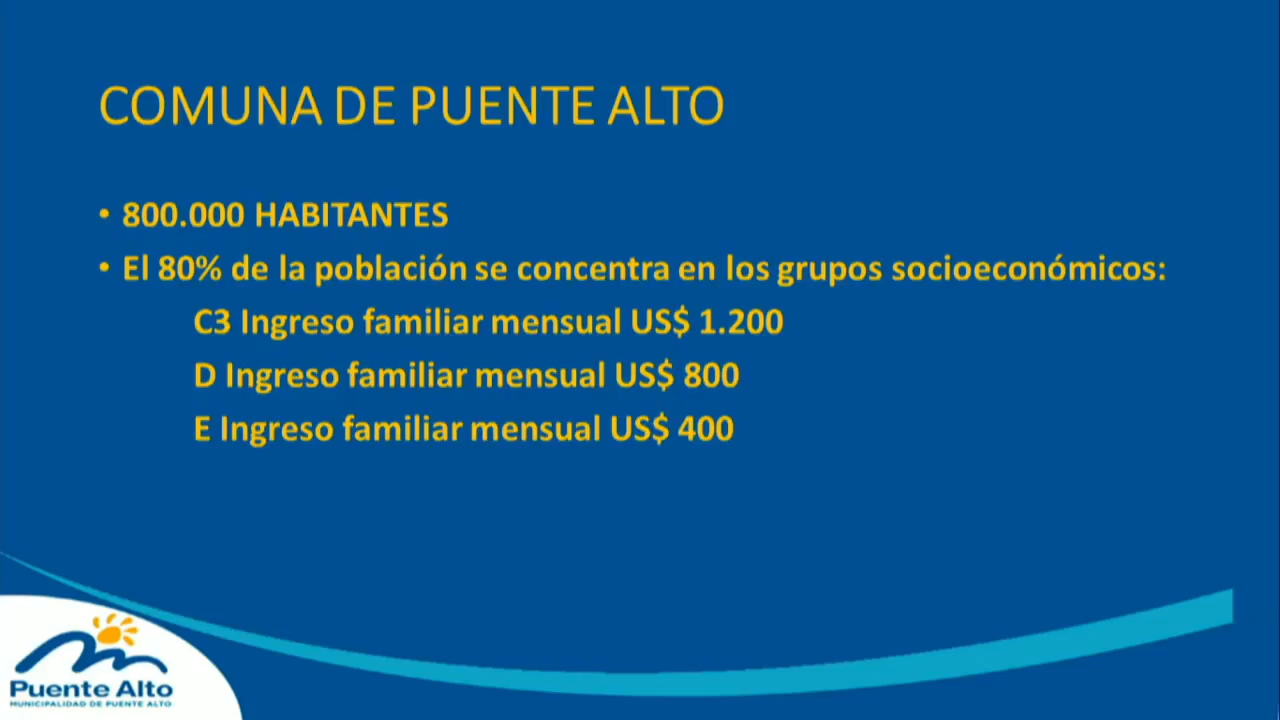 COMUNA DE PUENTE ALTO
• 800.000 HABITANTES
• El 80% de la población se concentra en los grupos socioeconómicos:
C3 Ingreso familiar mensual US$ 1.200
D Ingreso familiar mensual US$ 800
E Ingreso familiar mensual US$ 400
Puente Alto
MUNICIPALIDAD DE PUENTE ALTO